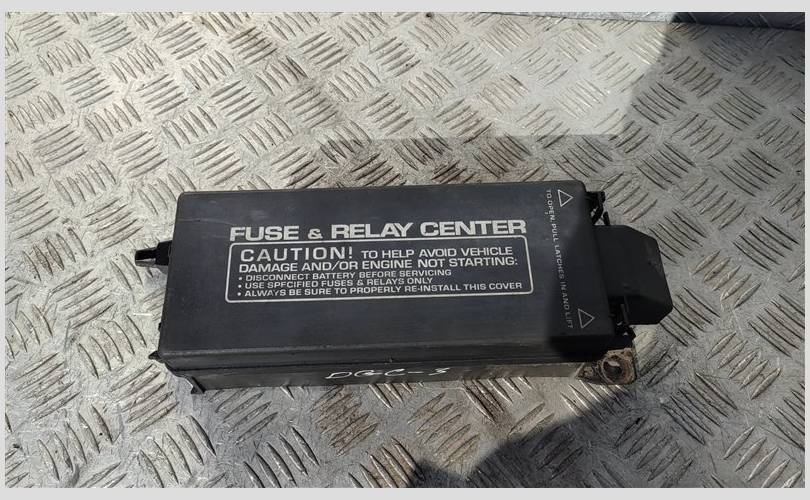 FUSE & RELAY CENTER
CAUTION! TO HELP AVOID VEHICLE
DAMAGE AND/OR ENGINE NOT STARTING:
• DISCONNECT BATTERY BEFORE SERVICING
• USE SPECIFIED FUSES & RELAYS ONLY
• ALWAYS BE SURE TO PROPERLY RE-INSTALL THIS COVER
TO OPEN, PULL LATCHES IN AND LIFT